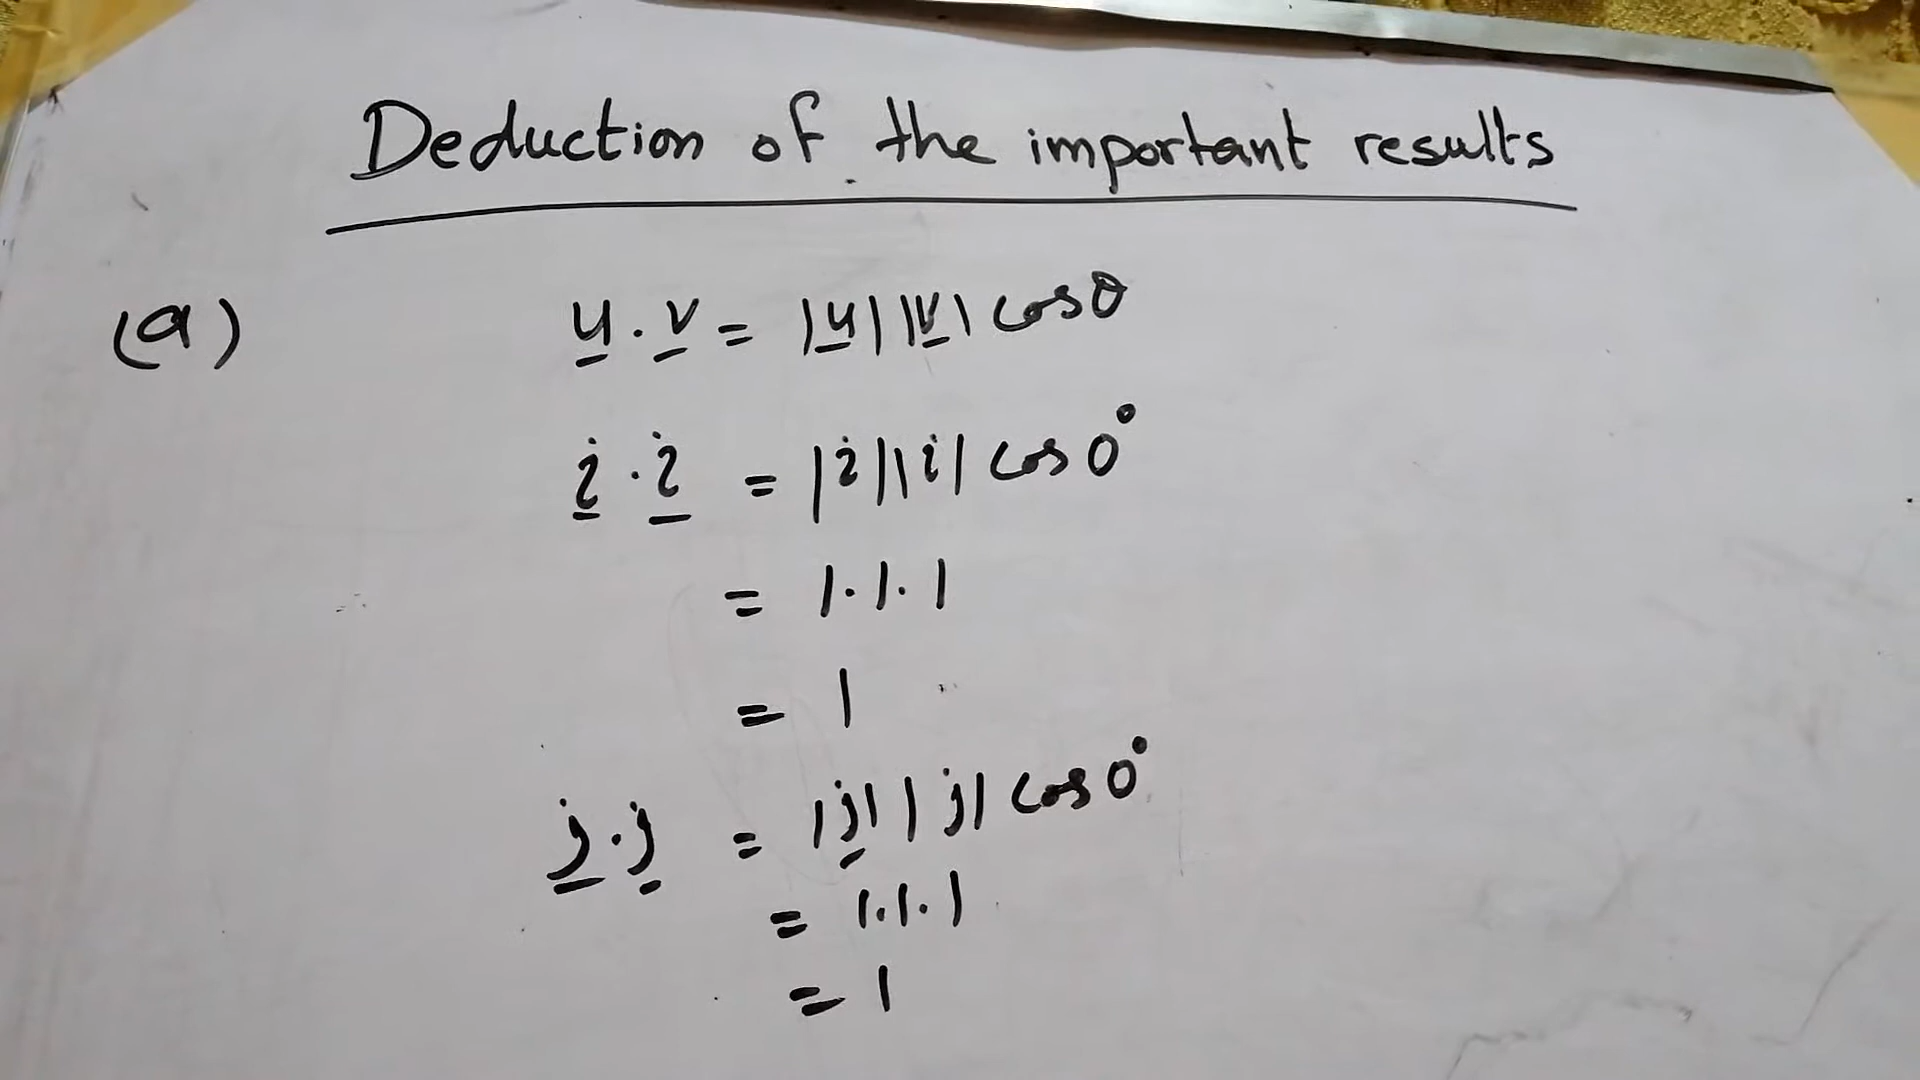 Deduction of the important results
(a) u . v = |u| |v| cos θ
i . i = |i| |i| cos 0°
= 1 . 1 . 1
= 1
j . j = |j| |j| cos 0°
= 1 . 1 . 1
= 1